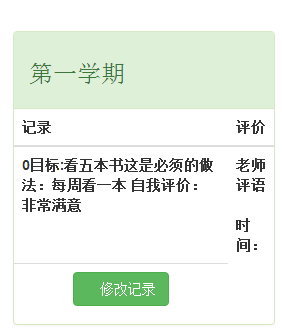 第一学期
记录 评价
0目标:看五本书这是必须的做
法：每周看一本 自我评价：
非常满意
老师
评语
时
间：
修改记录